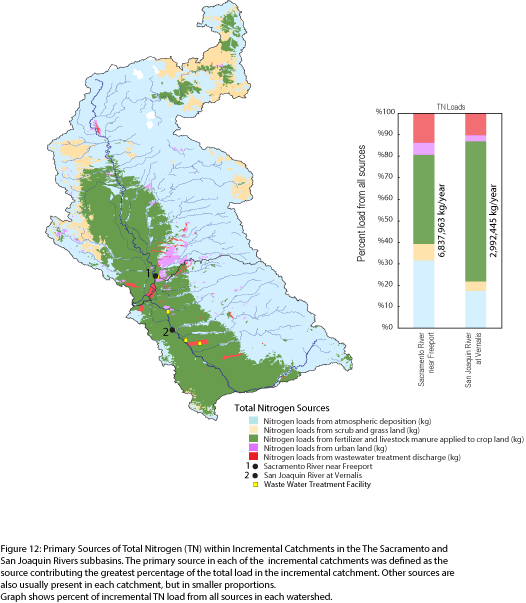 TN Loads
%100
%90
%80
%70
%60
%50
%40
%30
%20
%10
%0
Percent load from all sources
6,837,963 kg/year
2,992,445 kg/year
Sacramento River
near Freeport
San Joaquin River
at Vernalis
1
2
Total Nitrogen Sources
Nitrogen loads from atmospheric deposition (kg)
Nitrogen loads from scrub and grass land (kg)
Nitrogen loads from fertilizer and livestock manure applied to crop land (kg)
Nitrogen loads from urban land (kg)
Nitrogen loads from wastewater treatment discharge (kg)
1 Sacramento River near Freeport
2 San Joaquin River at Vernalis
Waste Water Treatment Facility
Figure 12: Primary Sources of Total Nitrogen (TN) within Incremental Catchments in the The Sacramento and
San Joaquin Rivers subbasins. The primary source in each of the incremental catchments was defined as the
source contributing the greatest percentage of the total load in the incremental catchment. Other sources are
also usually present in each catchment, but in smaller proportions.
Graph shows percent of incremental TN load from all sources in each watershed.